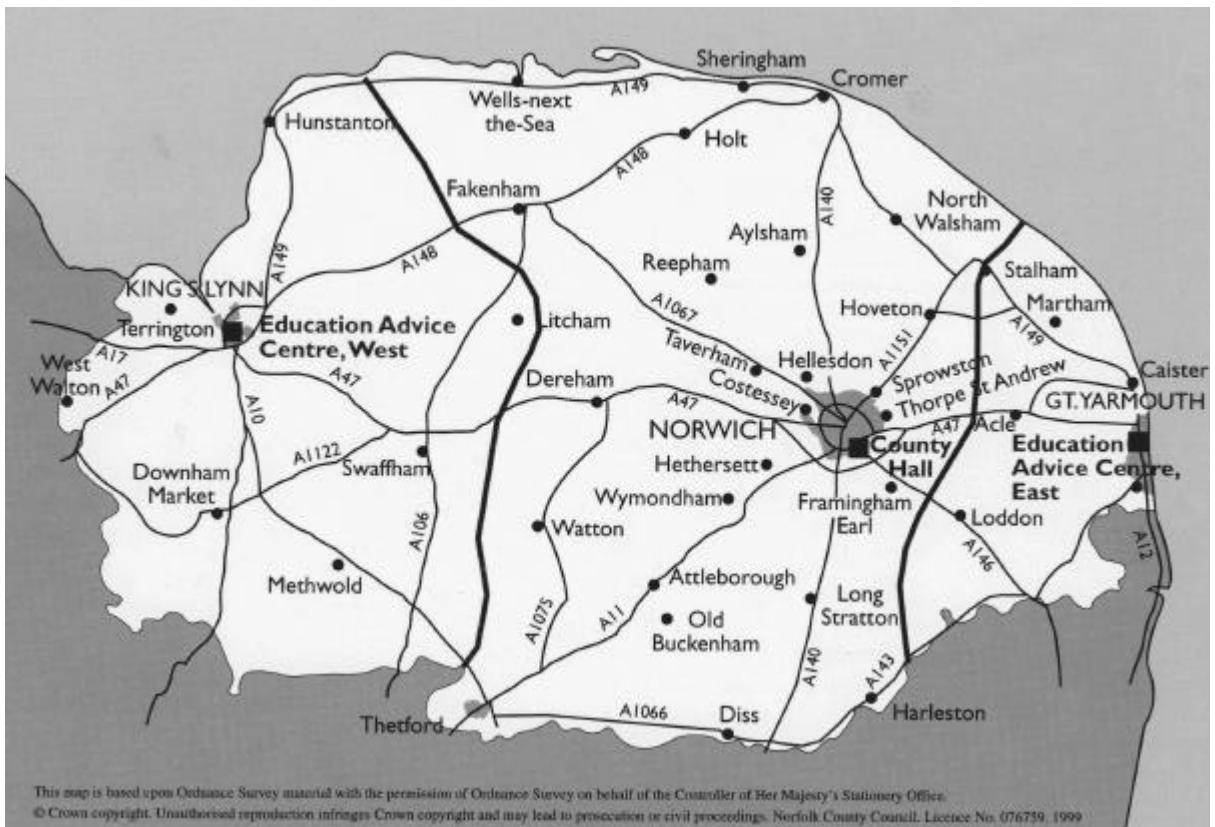 Sheringham
Cromer
Wells-next
the-Sea
A149
Hunstanton
Holt
A148
Fakenham
North
Walsham
A140
Aylsham
Reepham
A149
A148
Stalham
KING'S LYNN
Terrington
Education Advice
Centre, West
Litcham
A1067
Hoveton
Martham
A149
A17
West
Walton
A47
A47
Taverham
Hellesdon
A1151
Sprowston
Thorpe St Andrew
Caister
Dereham
Costessey
A47
GT. YARMOUTH
A10
NORWICH
A47
Acle
A1122
Swaffham
County
Hall
Education
Advice Centre,
East
Downham
Market
Hethersett
Wymondham
Framingham
Earl
Loddon
A106
Watton
A146
A12
Methwold
Attleborough
Long
Stratton
A1075
A11
Old
Buckenham
A140
A143
Thetford
A1066
Diss
Harleston
This map is based upon Ordnance Survey material with the permission of Ordnance Survey on behalf of the Controller of Her Majesty's Stationery Office.
© Crown copyright. Unauthorised reproduction infringes Crown copyright and may lead to prosecution or civil proceedings. Norfolk County Council. Licence No. 076759. 1999